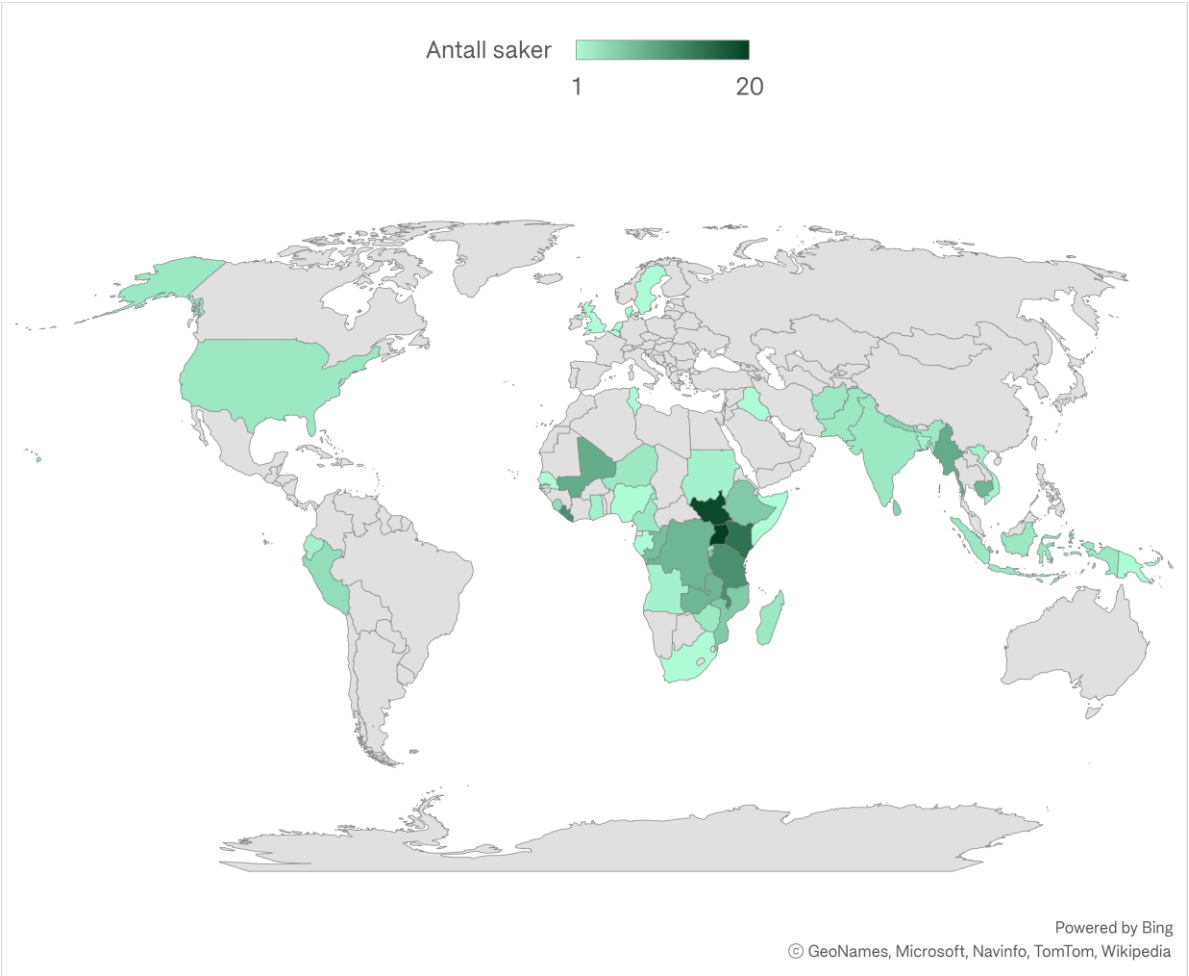 Antall saker
1 20
Powered by Bing
© GeoNames, Microsoft, Navinfo, TomTom, Wikipedia